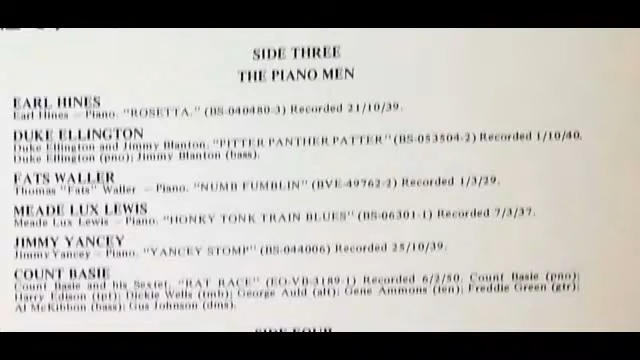 SIDE THREE
THE PIANO MEN
EARL HINES
Earl Hines — Piano. "ROSETTA." (BS-040480-3) Recorded 21/10/39.
DUKE ELLINGTON
Duke Ellington and Jimmy Blanton. "PITTER PANTHER PATTER" (BS-053504-2) Recorded 1/10/40.
Duke Ellington (pno); Jimmy Blanton (bass).
FATS WALLER
Thomas "Fats" Waller — Piano. "NUMB FUMBLIN" (BVE-49762-2) Recorded 1/3/29.
MEADE LUX LEWIS
Meade Lux Lewis — Piano. "HONKY TONK TRAIN BLUES" (BS-06301-1) Recorded 7/3/37.
JIMMY YANCEY
Jimmy Yancey — Piano. "YANCEY STOMP" (BS-044006) Recorded 25/10/39.
COUNT BASIE
Count Basie and his Sextet. "RAT RACE" (EO-VB-3189-1) Recorded 6/2/50. Count Basie (pno);
Harry Edison (tpt); Dickie Wells (tmb); George Auld (alt); Gene Ammons (ten); Freddie Green (gtr);
Al McKibbon (bass); Gus Johnson (dms).
SIDE FOUR